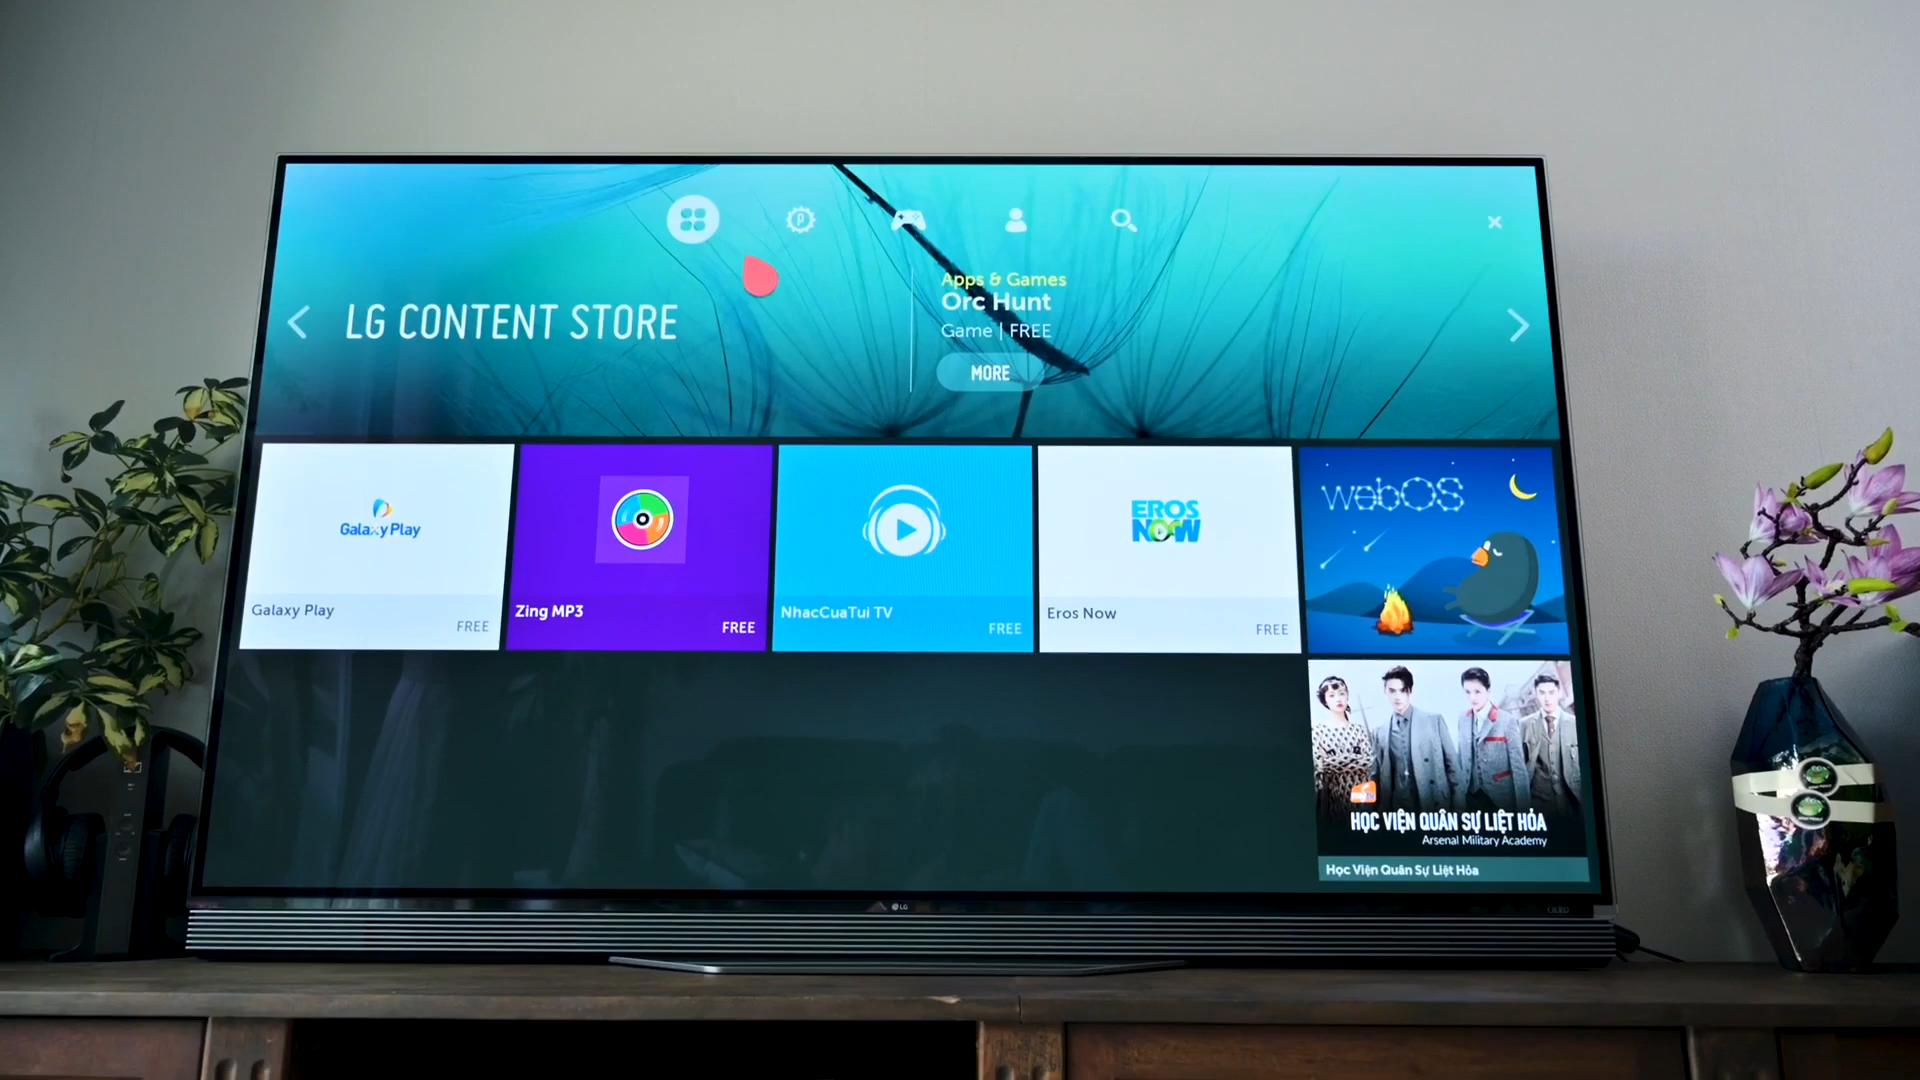 LG CONTENT STORE
Apps & Games
Orc Hunt
Game | FREE
MORE
Galaxy Play
Galaxy Play
FREE
Zing MP3
FREE
NhacCuaTui TV
FREE
EROS
NOW
Eros Now
FREE
webOS
HỌC VIỆN QUÂN SỰ LIỆT HỎA
Arsenal Military Academy
Học Viện Quân Sự Liệt Hỏa
LG
OLED